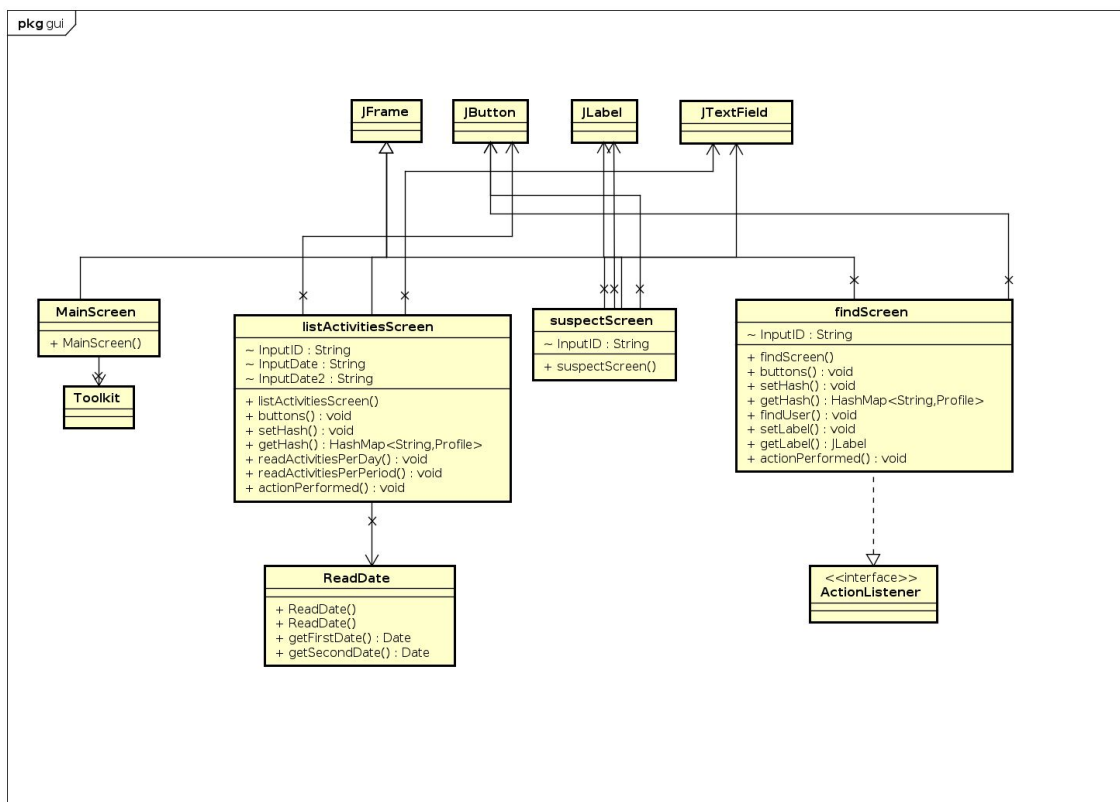 pkg gui
JFrame
JButton
JLabel
JTextField
MainScreen
+ MainScreen()
Toolkit
listActivitiesScreen
~ InputID : String
~ InputDate : String
~ InputDate2 : String
+ listActivitiesScreen()
+ buttons() : void
+ setHash() : void
+ getHash() : HashMap<String,Profile>
+ readActivitiesPerDay() : void
+ readActivitiesPerPeriod() : void
+ actionPerformed() : void
suspectScreen
~ InputID : String
+ suspectScreen()
findScreen
~ InputID : String
+ findScreen()
+ buttons() : void
+ setHash() : void
+ getHash() : HashMap<String,Profile>
+ findUser() : void
+ setLabel() : void
+ getLabel() : JLabel
+ actionPerformed() : void
ReadDate
+ ReadDate()
+ ReadDate()
+ getFirstDate() : Date
+ getSecondDate() : Date
<<interface>>
ActionListener